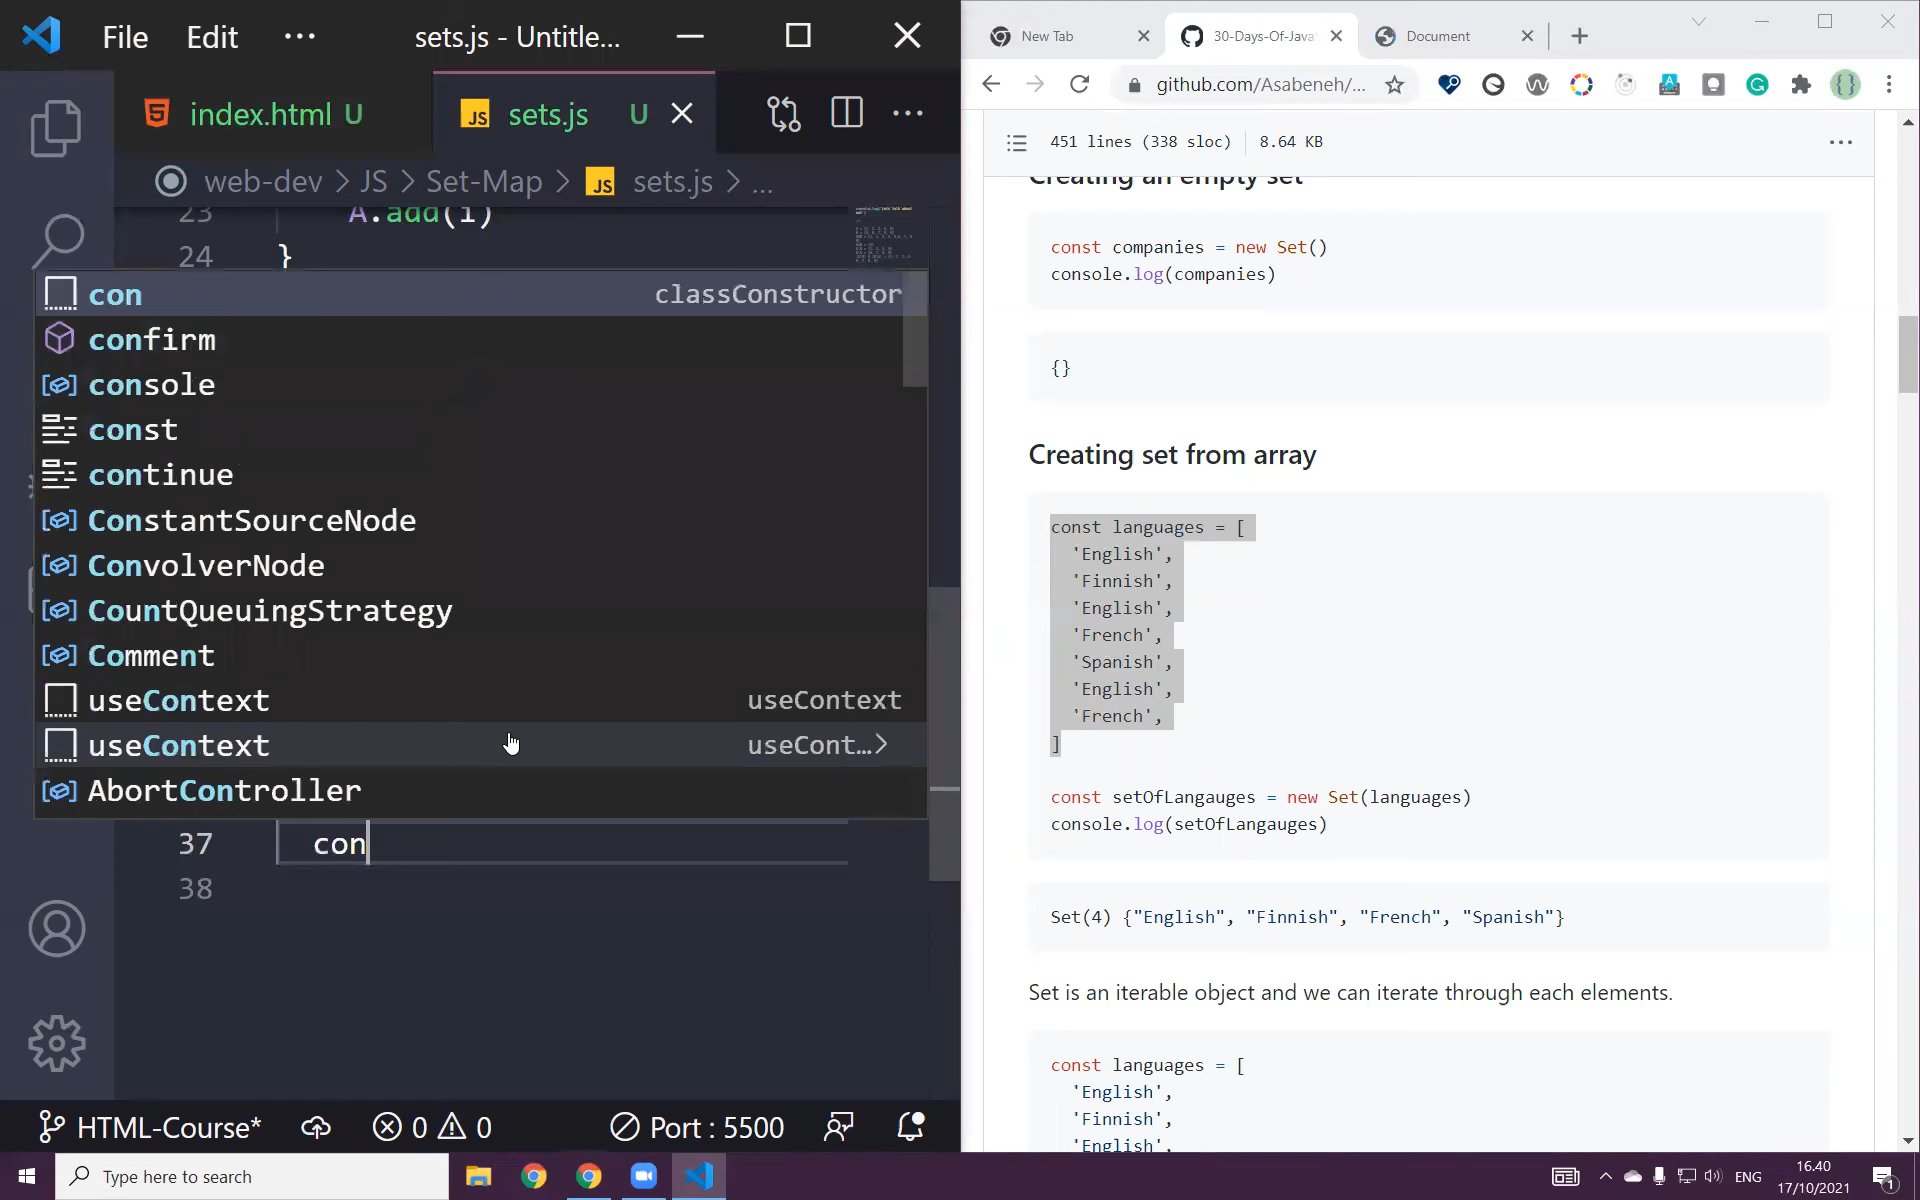 File Edit ··· sets.js - Untitle...
index.html U sets.js U
web-dev > JS > Set-Map > sets.js > ...
23 A.add(i)
24 }
con classConstructor
confirm
console
const
continue
ConstantSourceNode
ConvolverNode
CountQueuingStrategy
Comment
useContext useContext
useContext useCont...>
AbortController
37 con
38
HTML-Course* 0 0 Port : 5500
New Tab 30-Days-Of-Java Document
github.com/Asabeneh/...
451 lines (338 sloc) 8.64 KB
Creating an empty set
const companies = new Set()
console.log(companies)
{}
Creating set from array
const languages = [
'English',
'Finnish',
'English',
'French',
'Spanish',
'English',
'French',
]
const setOfLangauges = new Set(languages)
console.log(setOfLangauges)
Set(4) {"English", "Finnish", "French", "Spanish"}
Set is an iterable object and we can iterate through each elements.
const languages = [
'English',
'Finnish',
'English',
Type here to search
ENG
16.40
17/10/2021
1